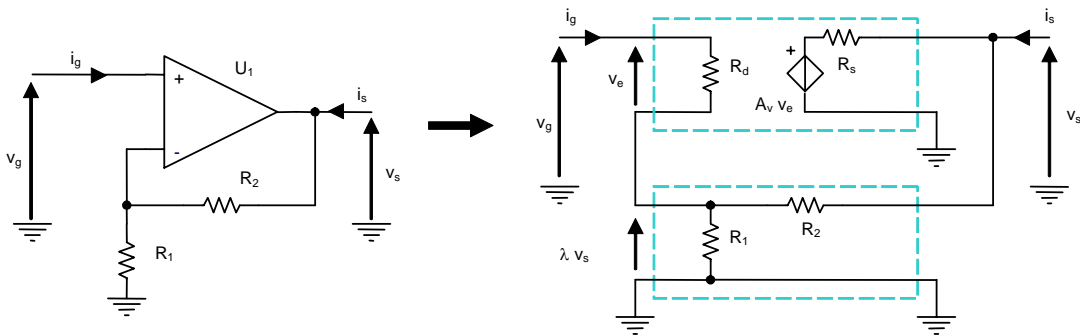 i_g
U_1
+
-
i_s
v_g
R_2
v_s
R_1
i_g
i_s
+
R_d
R_s
v_e
A_v v_e
v_g
v_s
R_1
R_2
λ v_s